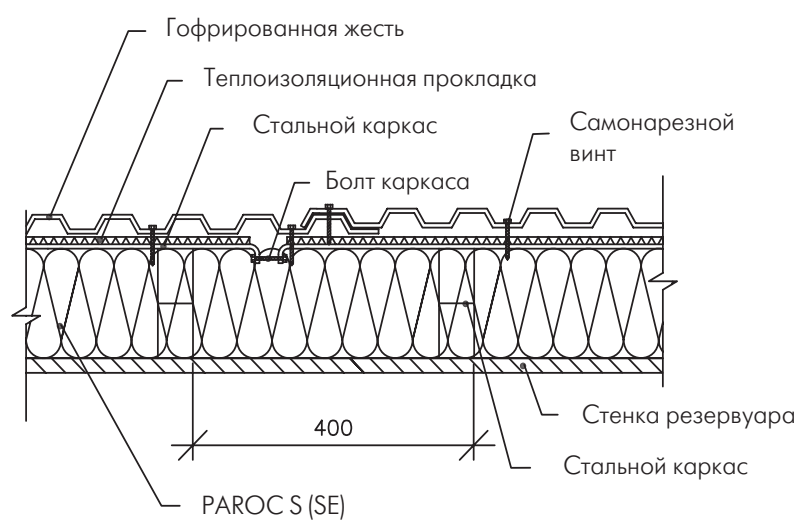 Гофрированная жесть
Теплоизоляционная прокладка
Стальной каркас
Самонарезной
винт
Болт каркаса
400
Стенка резервуара
Стальной каркас
PAROC S (SE)